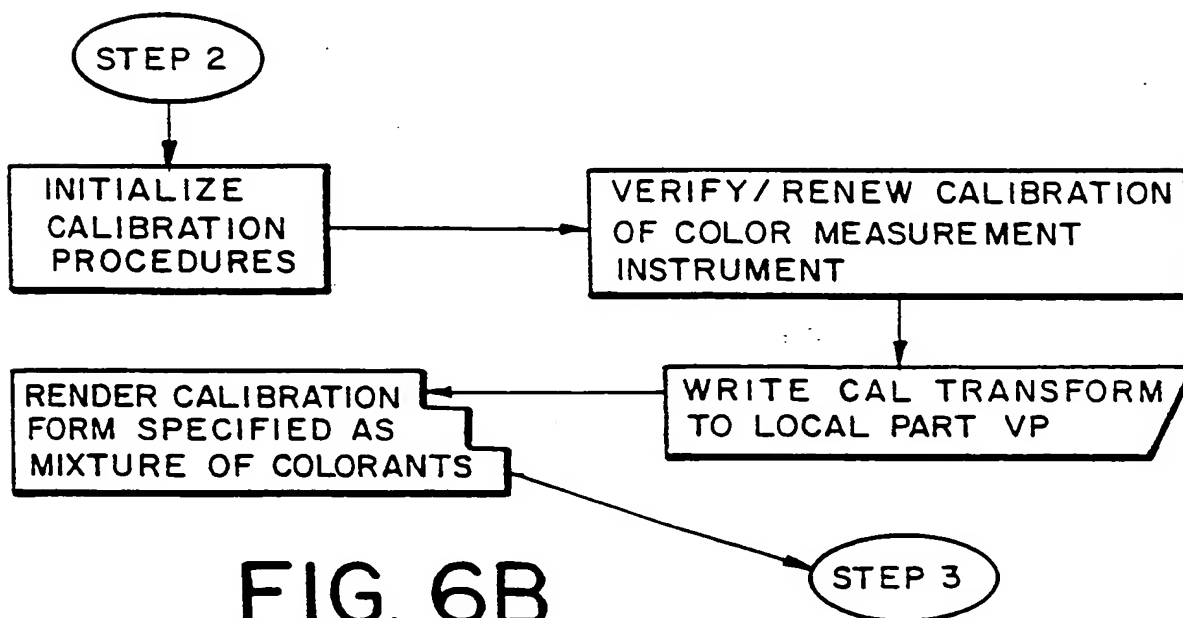 STEP 2
INITIALIZE
CALIBRATION
PROCEDURES
VERIFY/RENEW CALIBRATION
OF COLOR MEASUREMENT
INSTRUMENT
WRITE CAL TRANSFORM
TO LOCAL PART VP
RENDER CALIBRATION
FORM SPECIFIED AS
MIXTURE OF COLORANTS
STEP 3
FIG. 6B